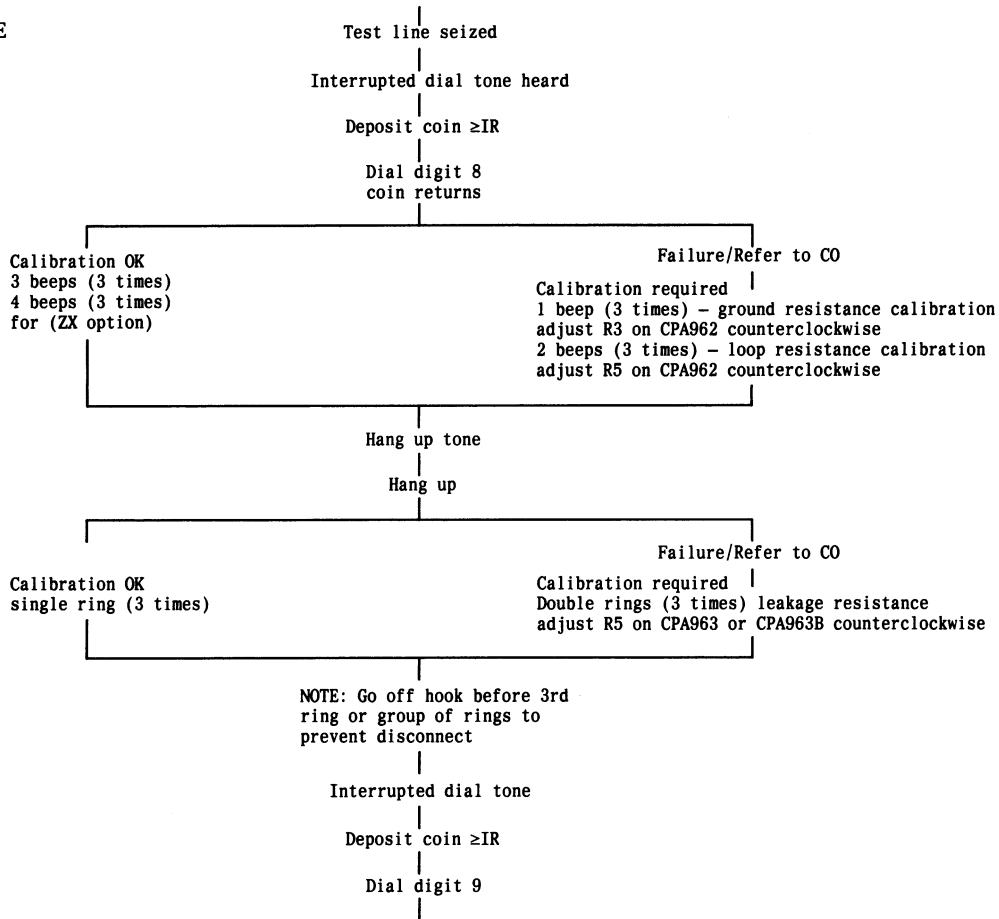 E
Test line seized
Interrupted dial tone heard
Deposit coin ≥IR
Dial digit 8
coin returns
Calibration OK
3 beeps (3 times)
4 beeps (3 times)
for (ZX option)
Failure/Refer to CO
Calibration required
1 beep (3 times) – ground resistance calibration
adjust R3 on CPA962 counterclockwise
2 beeps (3 times) – loop resistance calibration
adjust R5 on CPA962 counterclockwise
Hang up tone
Hang up
Calibration OK
single ring (3 times)
Failure/Refer to CO
Calibration required
Double rings (3 times) leakage resistance
adjust R5 on CPA963 or CPA963B counterclockwise
NOTE: Go off hook before 3rd
ring or group of rings to
prevent disconnect
Interrupted dial tone
Deposit coin ≥IR
Dial digit 9